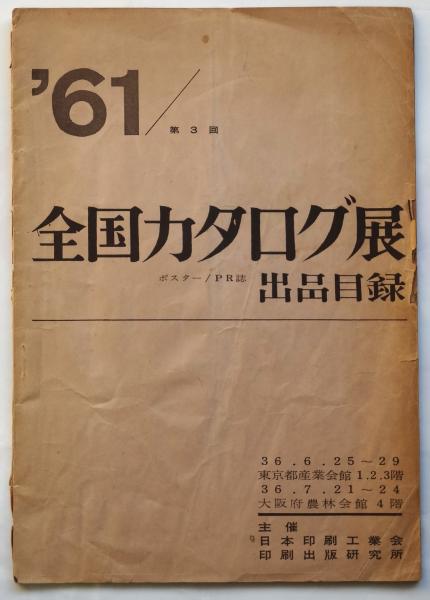 '61/第3回
全国カタログ展
ポスター/PR誌 出品目録
36.6.25~29
東京都産業会館1.2.3階
36.7.21~24
大阪府農林会館4階
主催
日本印刷工業会
印刷出版研究所